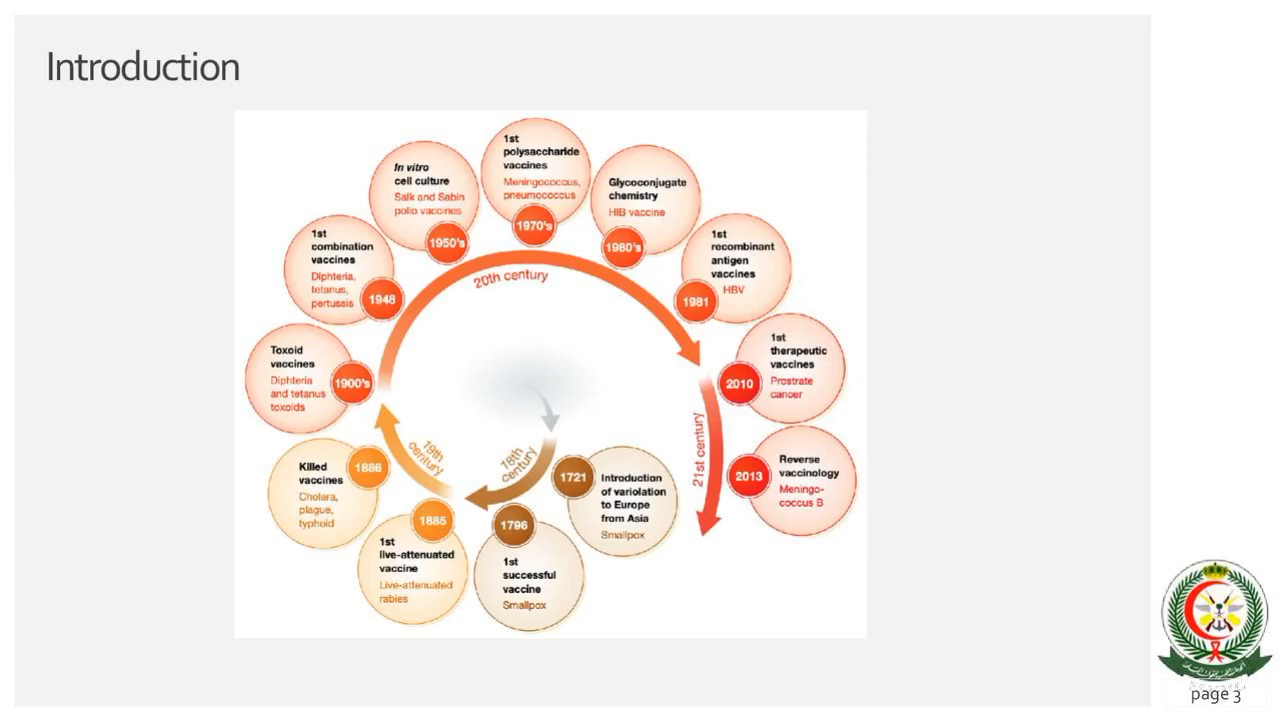 Introduction
1st
polysaccharide
vaccines
Meningococcus,
pneumococcus
1970's
In vitro
cell culture
Salk and Sabin
polio vaccines
1950's
Glycoconjugate
chemistry
HIB vaccine
1980's
1st
combination
vaccines
Diphteria,
tetanus,
pertussis
1948
1st
recombinant
antigen
vaccines
HBV
1981
20th century
Toxoid
vaccines
Diphteria
and tetanus
toxoids
1900's
1st
therapeutic
vaccines
Prostrate
cancer
2010
21st century
19th
century
18th
century
Killed
vaccines
Cholera,
plague,
typhoid
1886
1721
Introduction
of variolation
to Europe
from Asia
Smallpox
2013
Reverse
vaccinology
Meningo-
coccus B
1885
1st
live-attenuated
vaccine
Live-attenuated
rabies
1796
1st
successful
vaccine
Smallpox
page 3